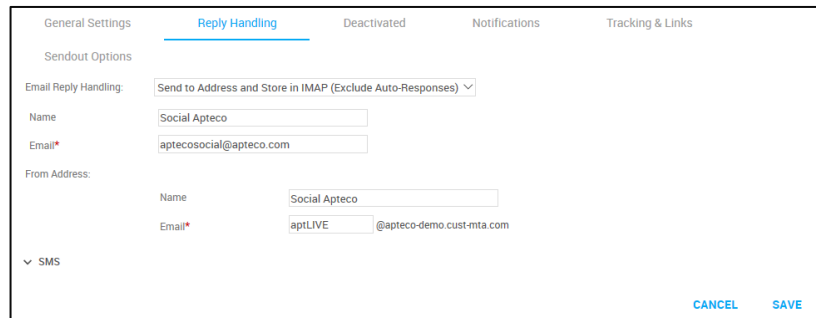 General Settings Reply Handling Deactivated Notifications Tracking & Links
Sendout Options
Email Reply Handling: Send to Address and Store in IMAP (Exclude Auto-Responses)
Name Social Apteco
Email* aptecosocial@apteco.com
From Address:
Name Social Apteco
Email* aptLIVE @apteco-demo.cust-mta.com
SMS
CANCEL SAVE